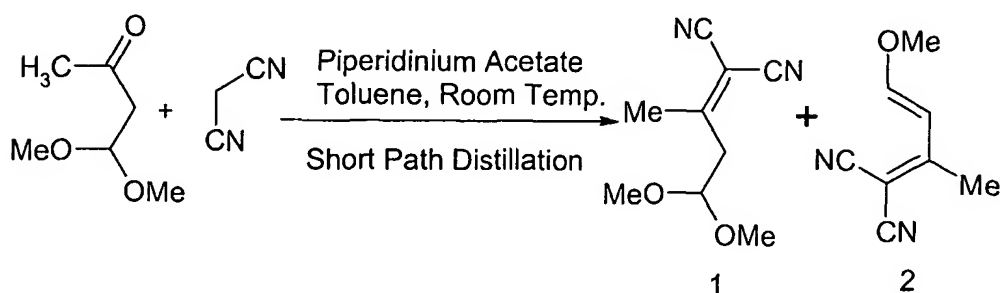 O
H₃C
CN
+
CN
MeO
OMe
Piperidinium Acetate
Toluene, Room Temp.
Short Path Distillation
NC
CN
Me
MeO
OMe
1
+
OMe
NC
Me
CN
2